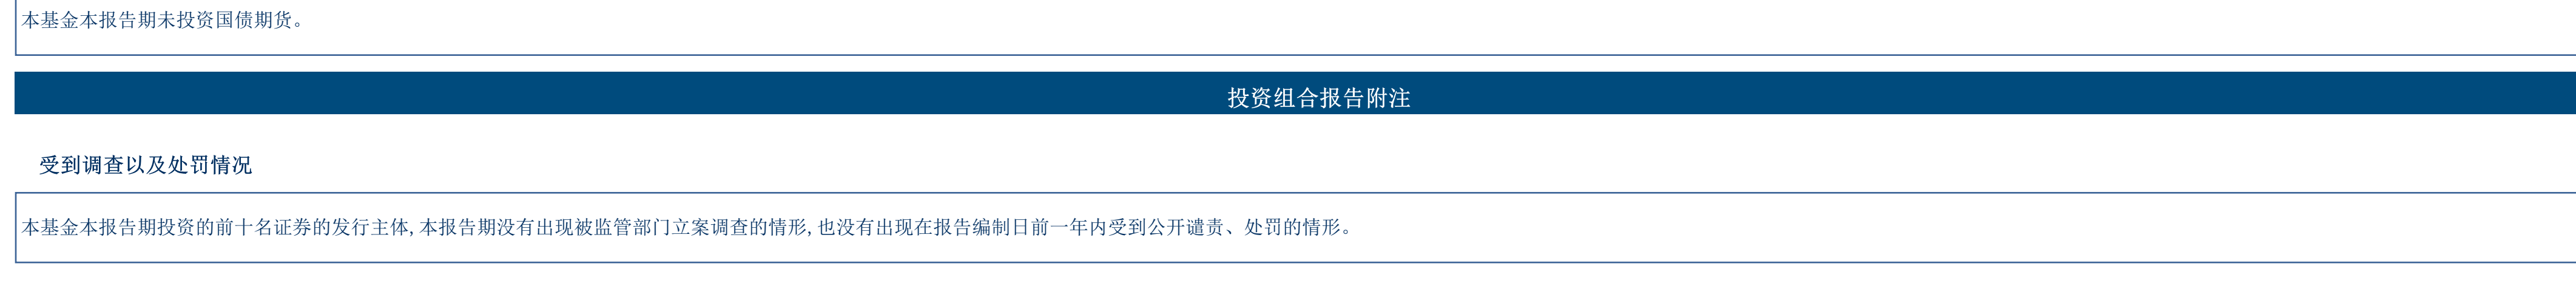 本基金本报告期未投资国债期货。
投资组合报告附注
受到调查以及处罚情况
本基金本报告期投资的前十名证券的发行主体,本报告期没有出现被监管部门立案调查的情形,也没有出现在报告编制日前一年内受到公开谴责、处罚的情形。